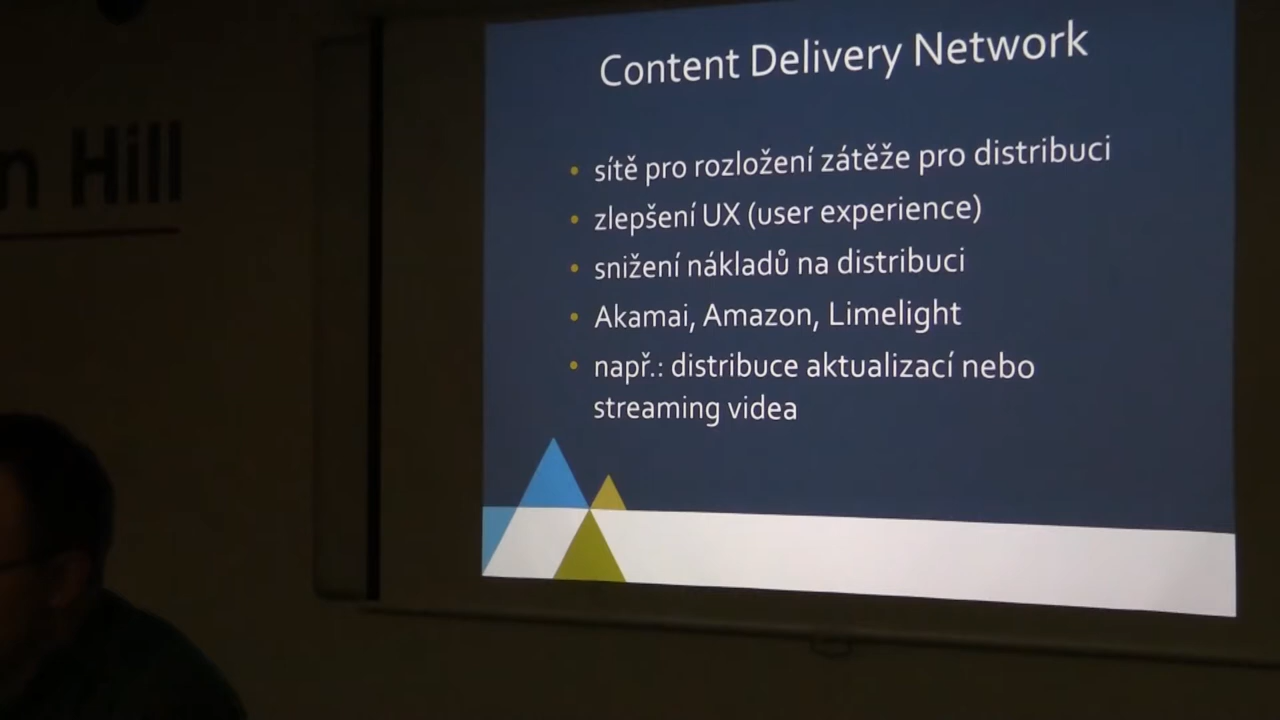 Content Delivery Network
n Hill
• sítě pro rozložení zátěže pro distribuci
• zlepšení UX (user experience)
• snižení nákladů na distribuci
• Akamai, Amazon, Limelight
• např.: distribuce aktualizací nebo
streaming videa